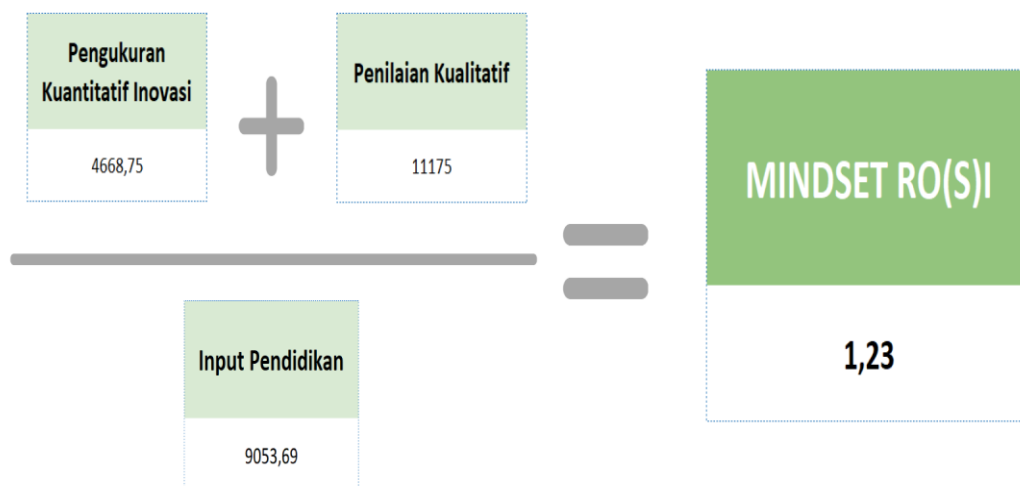 Pengukuran
Kuantitatif Inovasi
4668,75
+
Penilaian Kualitatif
11175
Input Pendidikan
9053,69
=
MINDSET RO(S)I
1,23